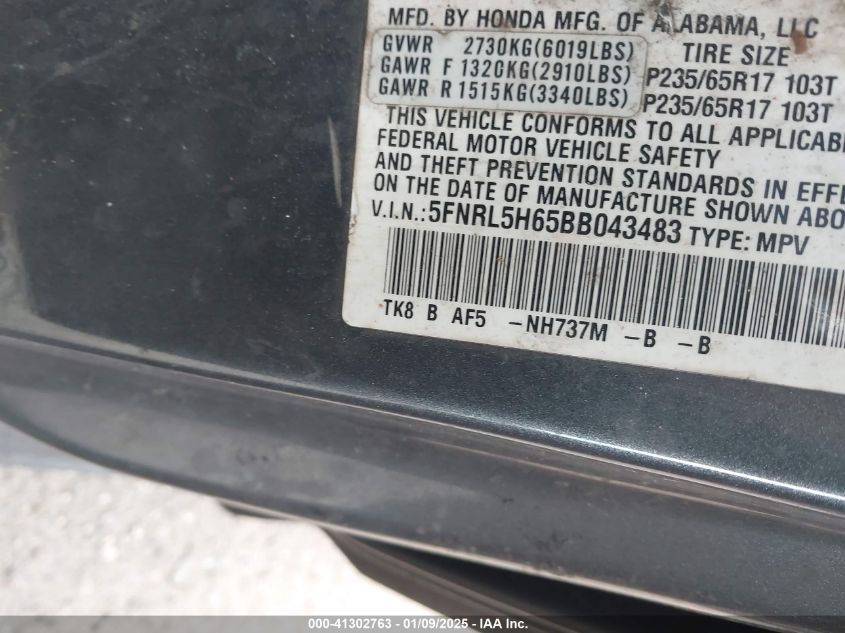 MFD. BY HONDA MFG. OF ALABAMA, LLC
GVWR 2730KG(6019LBS) TIRE SIZE
GAWR F 1320KG(2910LBS) P235/65R17 103T
GAWR R 1515KG(3340LBS) P235/65R17 103T
THIS VEHICLE CONFORMS TO ALL APPLICAB
FEDERAL MOTOR VEHICLE SAFETY
AND THEFT PREVENTION STANDARDS IN EFFE
ON THE DATE OF MANUFACTURE SHOWN ABO
V.I.N.:5FNRL5H65BB043483 TYPE: MPV
TK8 B AF5 -NH737M -B -B
000-41302763 - 01/09/2025 - IAA Inc.